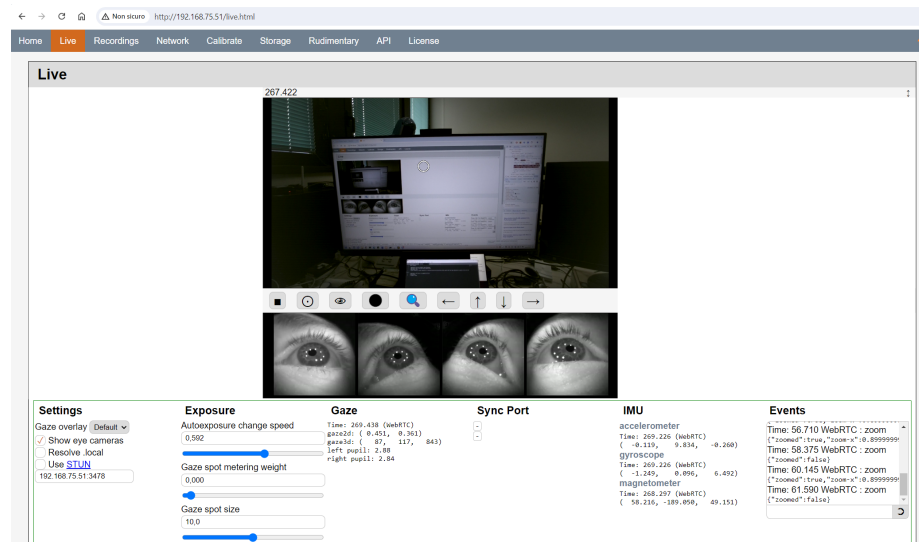 Non sicuro http://192.168.75.51/live.html
Home Live Recordings Network Calibrate Storage Rudimentary API License
Live
267.422
Settings
Gaze overlay Default
Show eye cameras
Resolve .local
Use STUN
192.168.75.51:3478
Exposure
Autoexposure change speed
0,592
Gaze spot metering weight
0,000
Gaze spot size
10,0
Gaze
Time: 269.438 (WebRTC)
gaze2d: ( 0.451, 0.361)
gaze3d: ( 87, 117, 843)
left pupil: 2.88
right pupil: 2.84
Sync Port
-
-
IMU
accelerometer
Time: 269.226 (WebRTC)
( -0.119, 9.834, -0.260)
gyroscope
Time: 269.226 (WebRTC)
( -1.249, 0.096, 6.492)
magnetometer
Time: 268.297 (WebRTC)
( 58.216, -189.050, 49.151)
Events
Time: 56.710 WebRTC : zoom
{"zoomed":true,"zoom-x":0.8999999
Time: 58.375 WebRTC : zoom
{"zoomed":false}
Time: 60.145 WebRTC : zoom
{"zoomed":true,"zoom-x":0.8999999
Time: 61.590 WebRTC : zoom
{"zoomed":false}